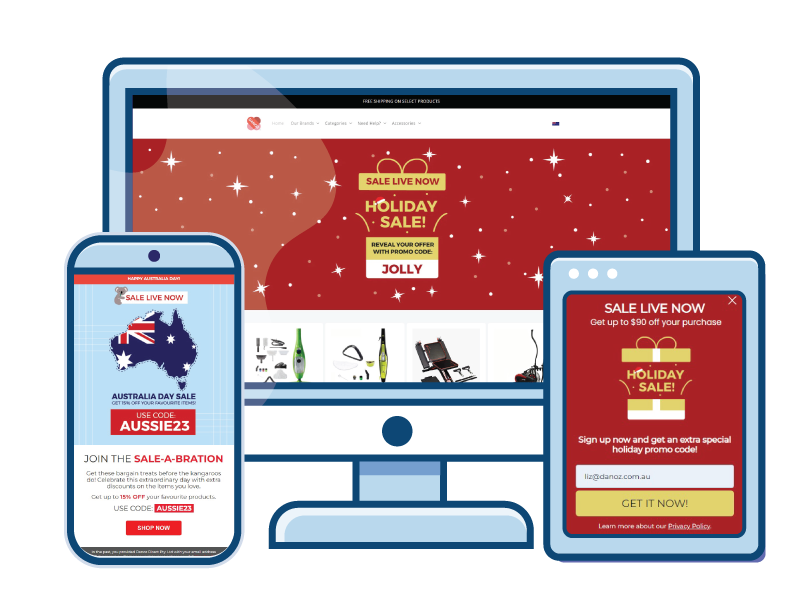 FREE SHIPPING ON SELECT PRODUCTS
Home Our Brands Categories Need Help? Accessories
SALE LIVE NOW
HOLIDAY
SALE!
REVEAL YOUR OFFER
WITH PROMO CODE:
JOLLY
HAPPY AUSTRALIA DAY!
SALE LIVE NOW
AUSTRALIA DAY SALE
GET 15% OFF YOUR FAVOURITE ITEMS!
USE CODE:
AUSSIE23
JOIN THE SALE-A-BRATION
Get these bargain treats before the kangaroos
do! Celebrate this extraordinary day with extra
discounts on the items you love.
Get up to 15% OFF your favourite products.
USE CODE: AUSSIE23
SHOP NOW
In the past, you provided Danoz Direct Pty Ltd with your email address
SALE LIVE NOW
Get up to $90 off your purchase
HOLIDAY
SALE!
Sign up now and get an extra special
holiday promo code!
liz@danoz.com.au
GET IT NOW!
Learn more about our Privacy Policy.